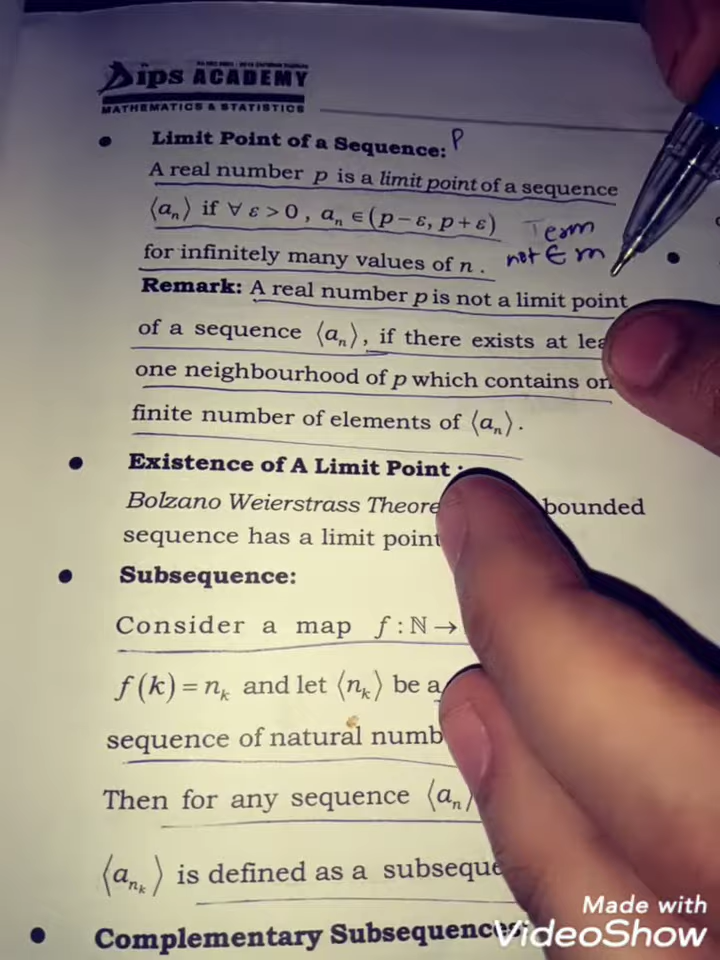 Dips ACADEMY
MATHEMATICS & STATISTICS
• Limit Point of a Sequence: P
A real number p is a limit point of a sequence
⟨aₙ⟩ if ∀ ε > 0 , aₙ ∈ (p − ε, p + ε) Term
for infinitely many values of n . not ∈ m
Remark: A real number p is not a limit point
of a sequence ⟨aₙ⟩, if there exists at lea
one neighbourhood of p which contains on
finite number of elements of ⟨aₙ⟩.
• Existence of A Limit Point :
Bolzano Weierstrass Theore bounded
sequence has a limit point
• Subsequence:
Consider a map f : ℕ →
f(k) = nₖ and let ⟨nₖ⟩ be a
sequence of natural numb
Then for any sequence ⟨aₙ⟩
⟨a_{nₖ}⟩ is defined as a subseque
• Complementary Subsequences
Made with
VideoShow